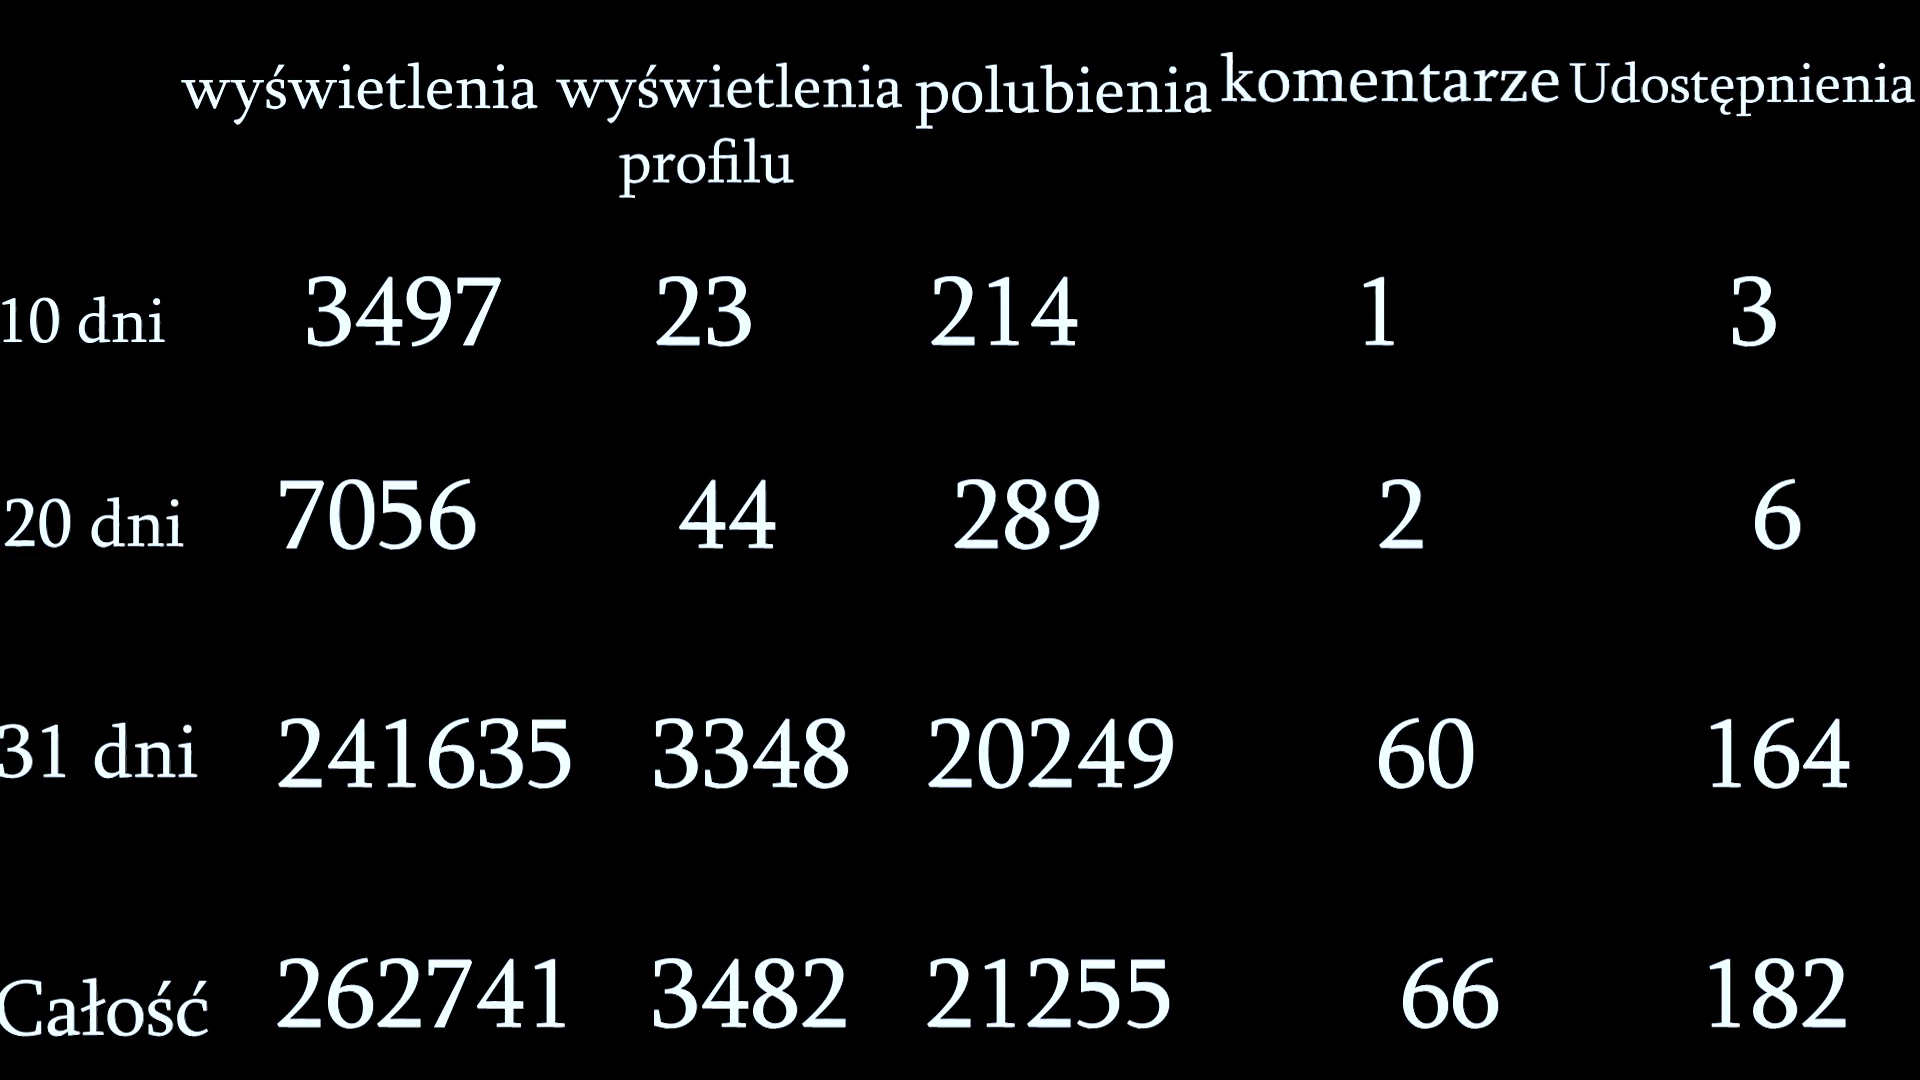 wyświetlenia wyświetlenia polubienia komentarze Udostępnienia
profilu
10 dni 3497 23 214 1 3
20 dni 7056 44 289 2 6
31 dni 241635 3348 20249 60 164
Całość 262741 3482 21255 66 182